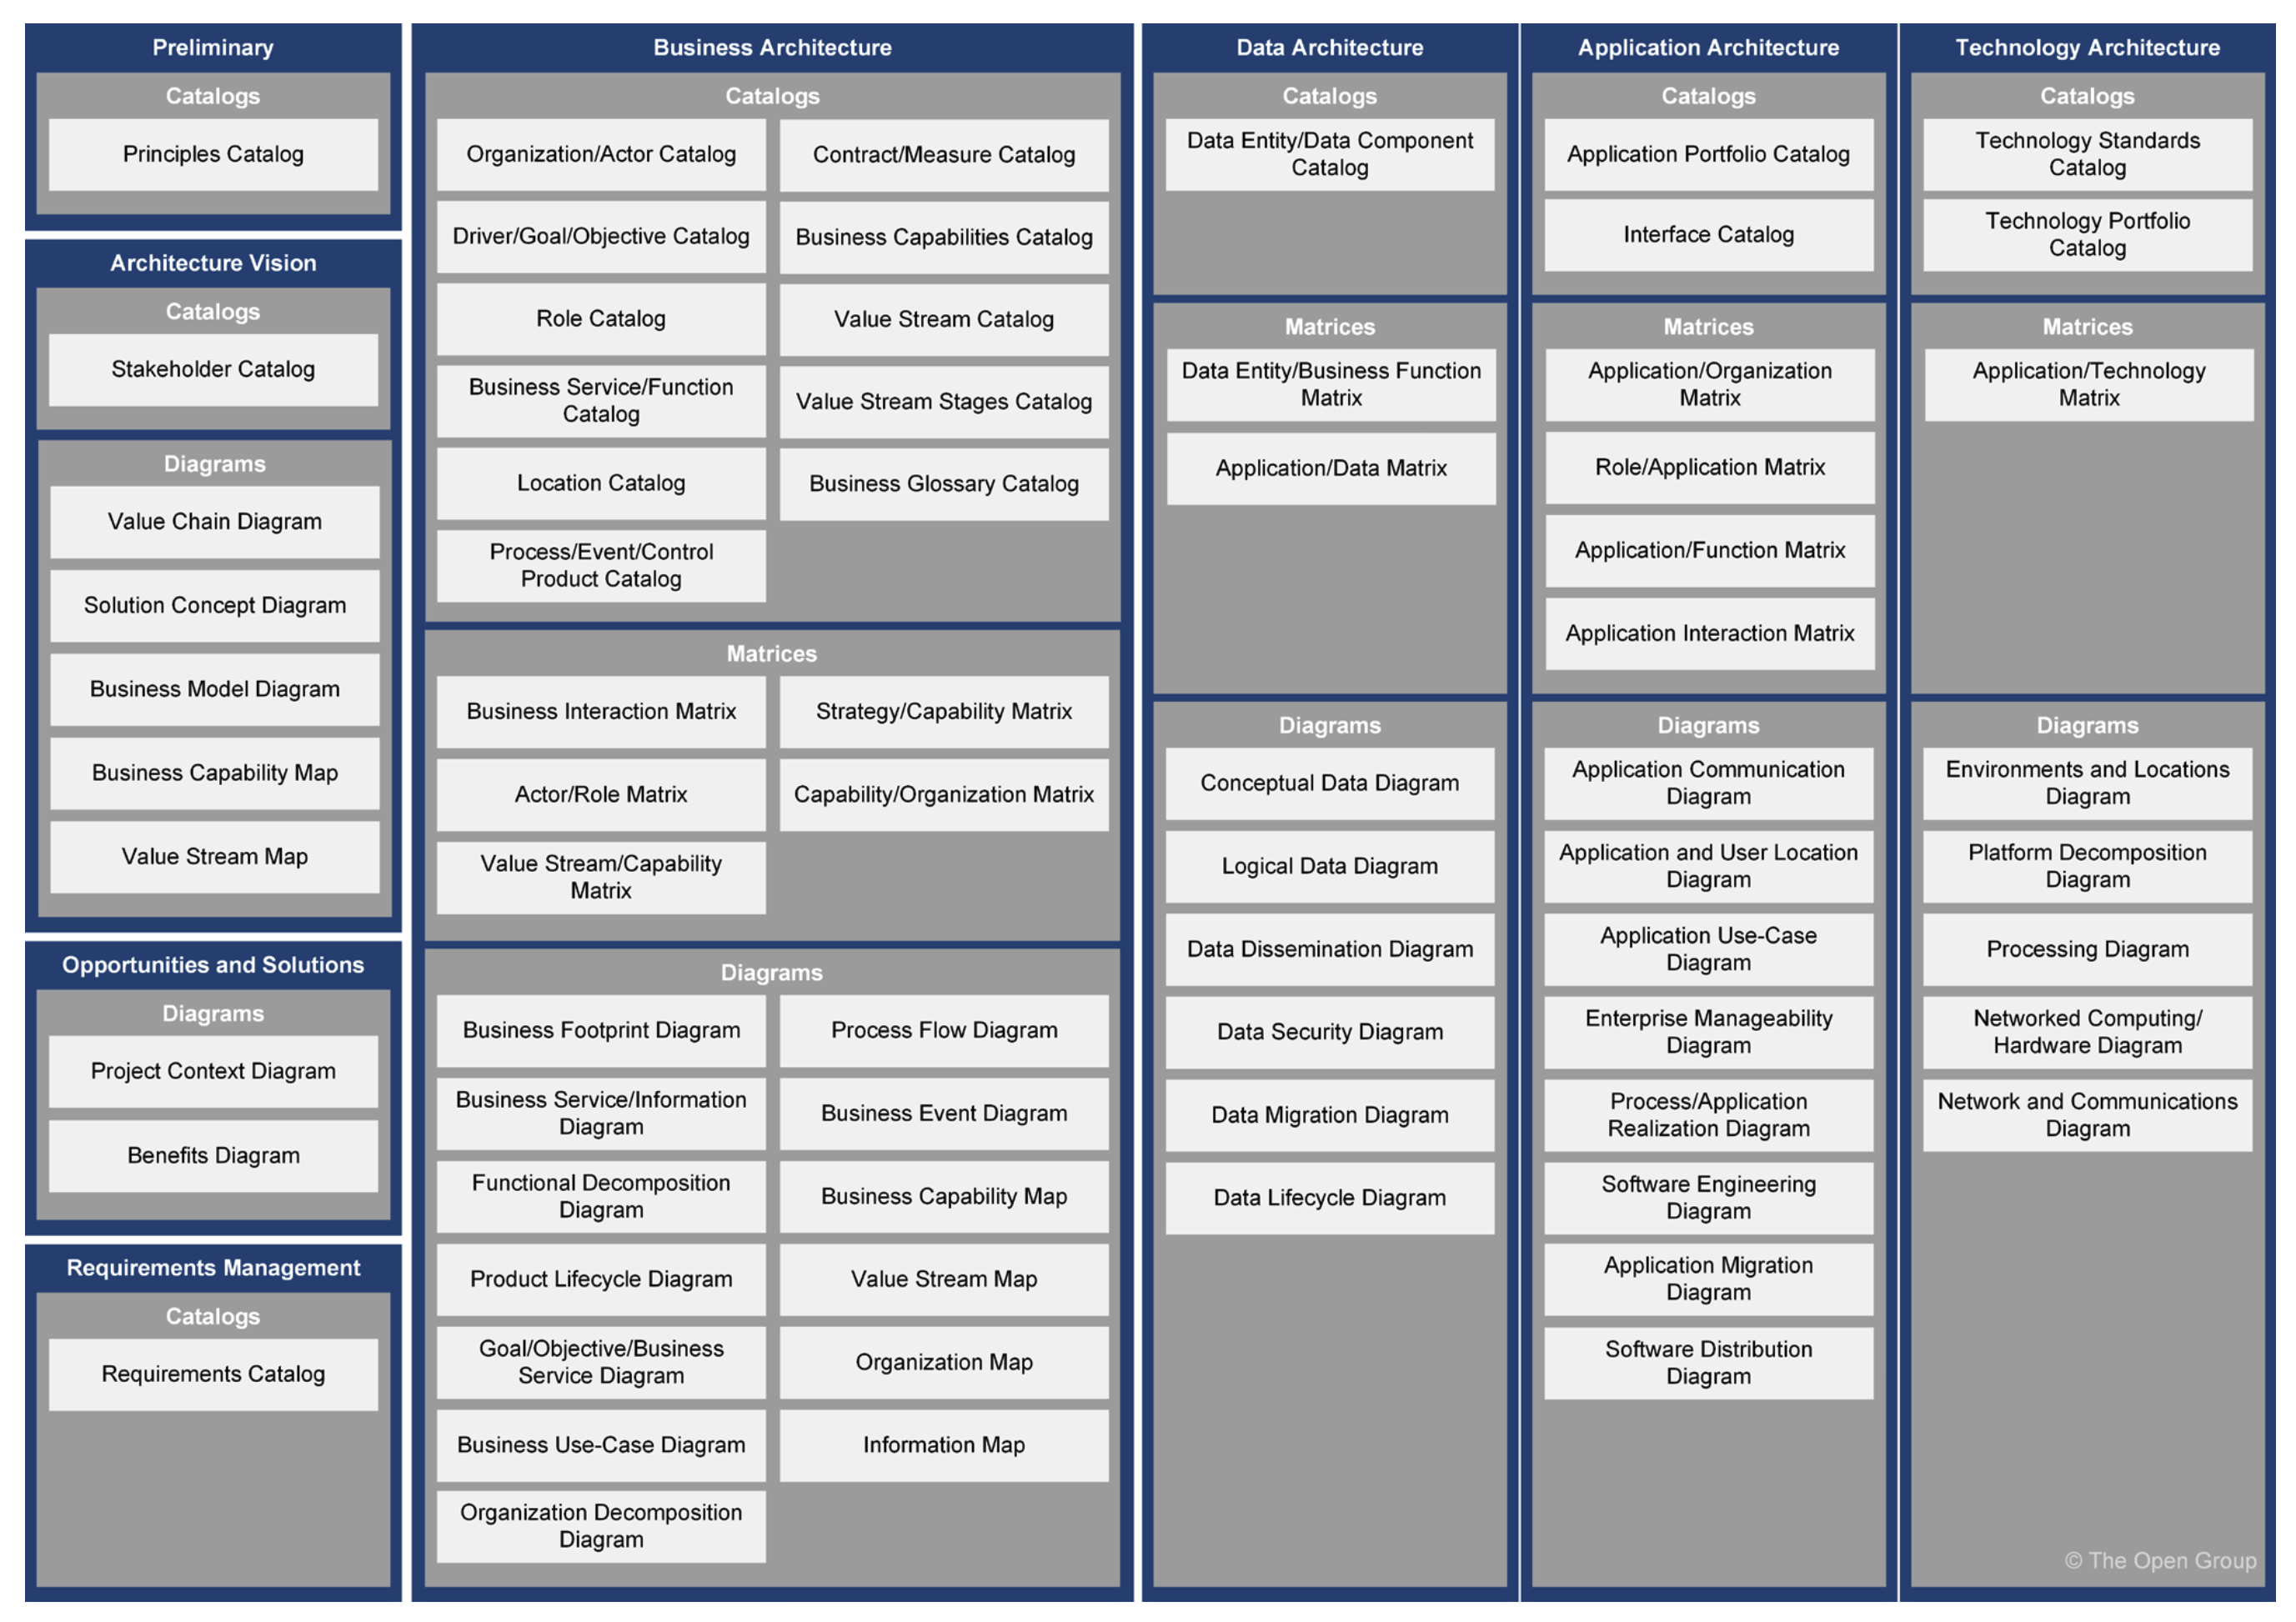 Preliminary
Catalogs
Principles Catalog
Architecture Vision
Catalogs
Stakeholder Catalog
Diagrams
Value Chain Diagram
Solution Concept Diagram
Business Model Diagram
Business Capability Map
Value Stream Map
Opportunities and Solutions
Diagrams
Project Context Diagram
Benefits Diagram
Requirements Management
Catalogs
Requirements Catalog
Business Architecture
Catalogs
Organization/Actor Catalog
Driver/Goal/Objective Catalog
Role Catalog
Business Service/Function
Catalog
Location Catalog
Process/Event/Control
Product Catalog
Contract/Measure Catalog
Business Capabilities Catalog
Value Stream Catalog
Value Stream Stages Catalog
Business Glossary Catalog
Matrices
Business Interaction Matrix
Actor/Role Matrix
Value Stream/Capability
Matrix
Strategy/Capability Matrix
Capability/Organization Matrix
Diagrams
Business Footprint Diagram
Business Service/Information
Diagram
Functional Decomposition
Diagram
Product Lifecycle Diagram
Goal/Objective/Business
Service Diagram
Business Use-Case Diagram
Organization Decomposition
Diagram
Process Flow Diagram
Business Event Diagram
Business Capability Map
Value Stream Map
Organization Map
Information Map
Data Architecture
Catalogs
Data Entity/Data Component
Catalog
Matrices
Data Entity/Business Function
Matrix
Application/Data Matrix
Diagrams
Conceptual Data Diagram
Logical Data Diagram
Data Dissemination Diagram
Data Security Diagram
Data Migration Diagram
Data Lifecycle Diagram
Application Architecture
Catalogs
Application Portfolio Catalog
Interface Catalog
Matrices
Application/Organization
Matrix
Role/Application Matrix
Application/Function Matrix
Application Interaction Matrix
Diagrams
Application Communication
Diagram
Application and User Location
Diagram
Application Use-Case
Diagram
Enterprise Manageability
Diagram
Process/Application
Realization Diagram
Software Engineering
Diagram
Application Migration
Diagram
Software Distribution
Diagram
Technology Architecture
Catalogs
Technology Standards
Catalog
Technology Portfolio
Catalog
Matrices
Application/Technology
Matrix
Diagrams
Environments and Locations
Diagram
Platform Decomposition
Diagram
Processing Diagram
Networked Computing/
Hardware Diagram
Network and Communications
Diagram
© The Open Group